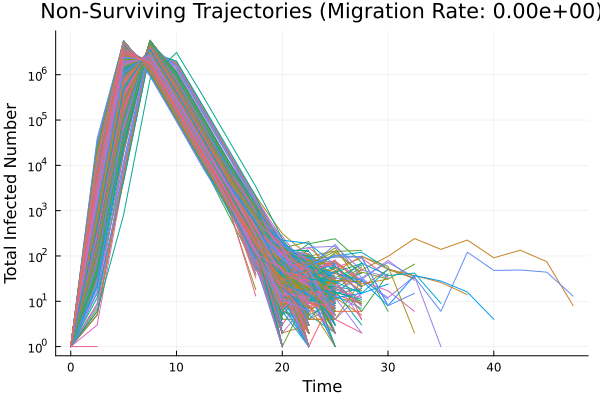 Non-Surviving Trajectories (Migration Rate: 0.00e+00)
Total Infected Number
10⁶
10⁵
10⁴
10³
10²
10¹
10⁰
0 10 20 30 40
Time